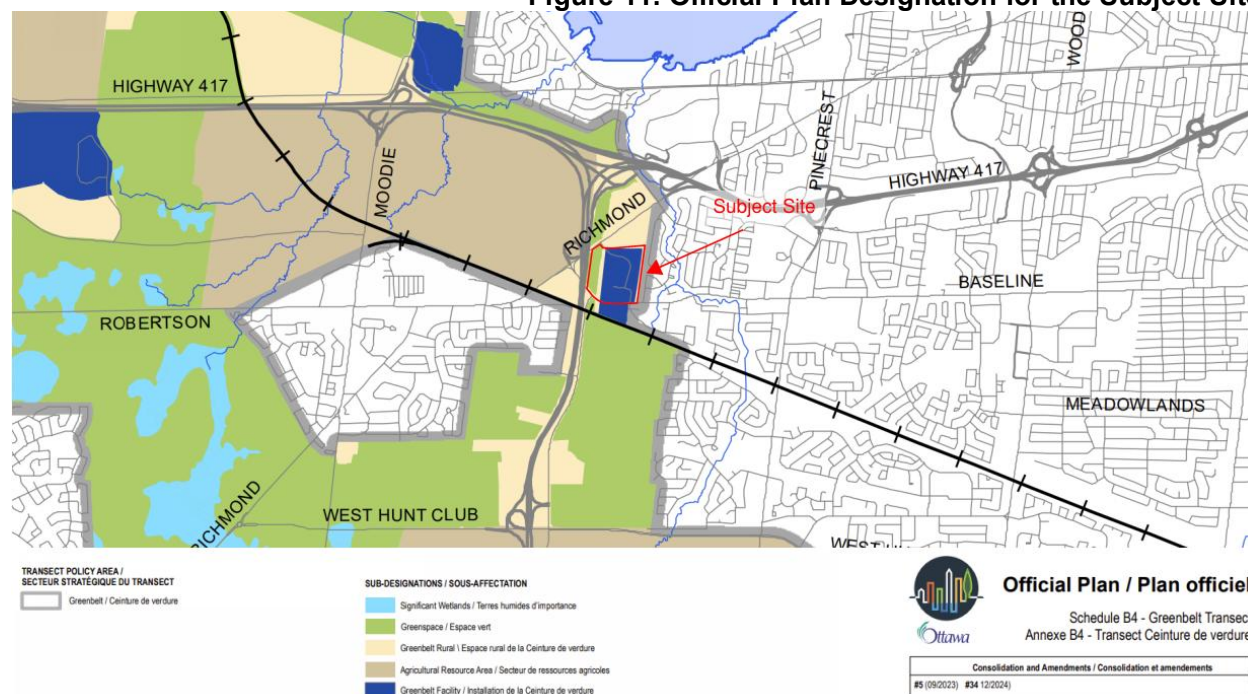 Figure 11: Official Plan Designation for the Subject Site
HIGHWAY 417
WOOD
MOODIE
PINECREST
HIGHWAY 417
RICHMOND
Subject Site
BASELINE
ROBERTSON
MEADOWLANDS
RICHMOND
WEST HUNT CLUB
WEST
TRANSECT POLICY AREA /
SECTEUR STRATÉGIQUE DU TRANSECT
Greenbelt / Ceinture de verdure
SUB-DESIGNATIONS / SOUS-AFFECTATION
Significant Wetlands / Terres humides d'importance
Greenspace / Espace vert
Greenbelt Rural \ Espace rural de la Ceinture de verdure
Agricultural Resource Area / Secteur de ressources agricoles
Greenbelt Facility / Installation de la Ceinture de verdure
Ottawa
Official Plan / Plan officiel
Schedule B4 - Greenbelt Transec
Annexe B4 - Transect Ceinture de verdure
Consolidation and Amendments / Consolidation et amendements
#5 (09/2023) #34 12/2024)